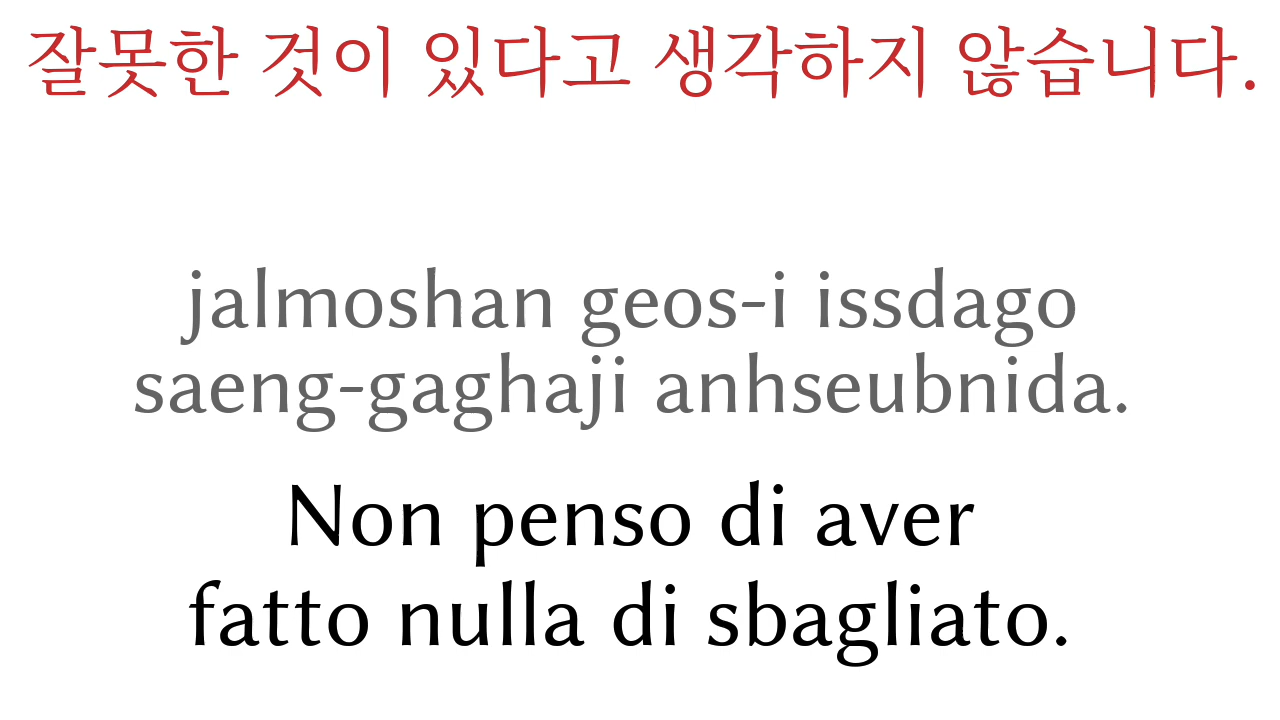 잘못한 것이 있다고 생각하지 않습니다.
jalmoshan geos-i issdago
saeng-gaghaji anhseubnida.
Non penso di aver
fatto nulla di sbagliato.